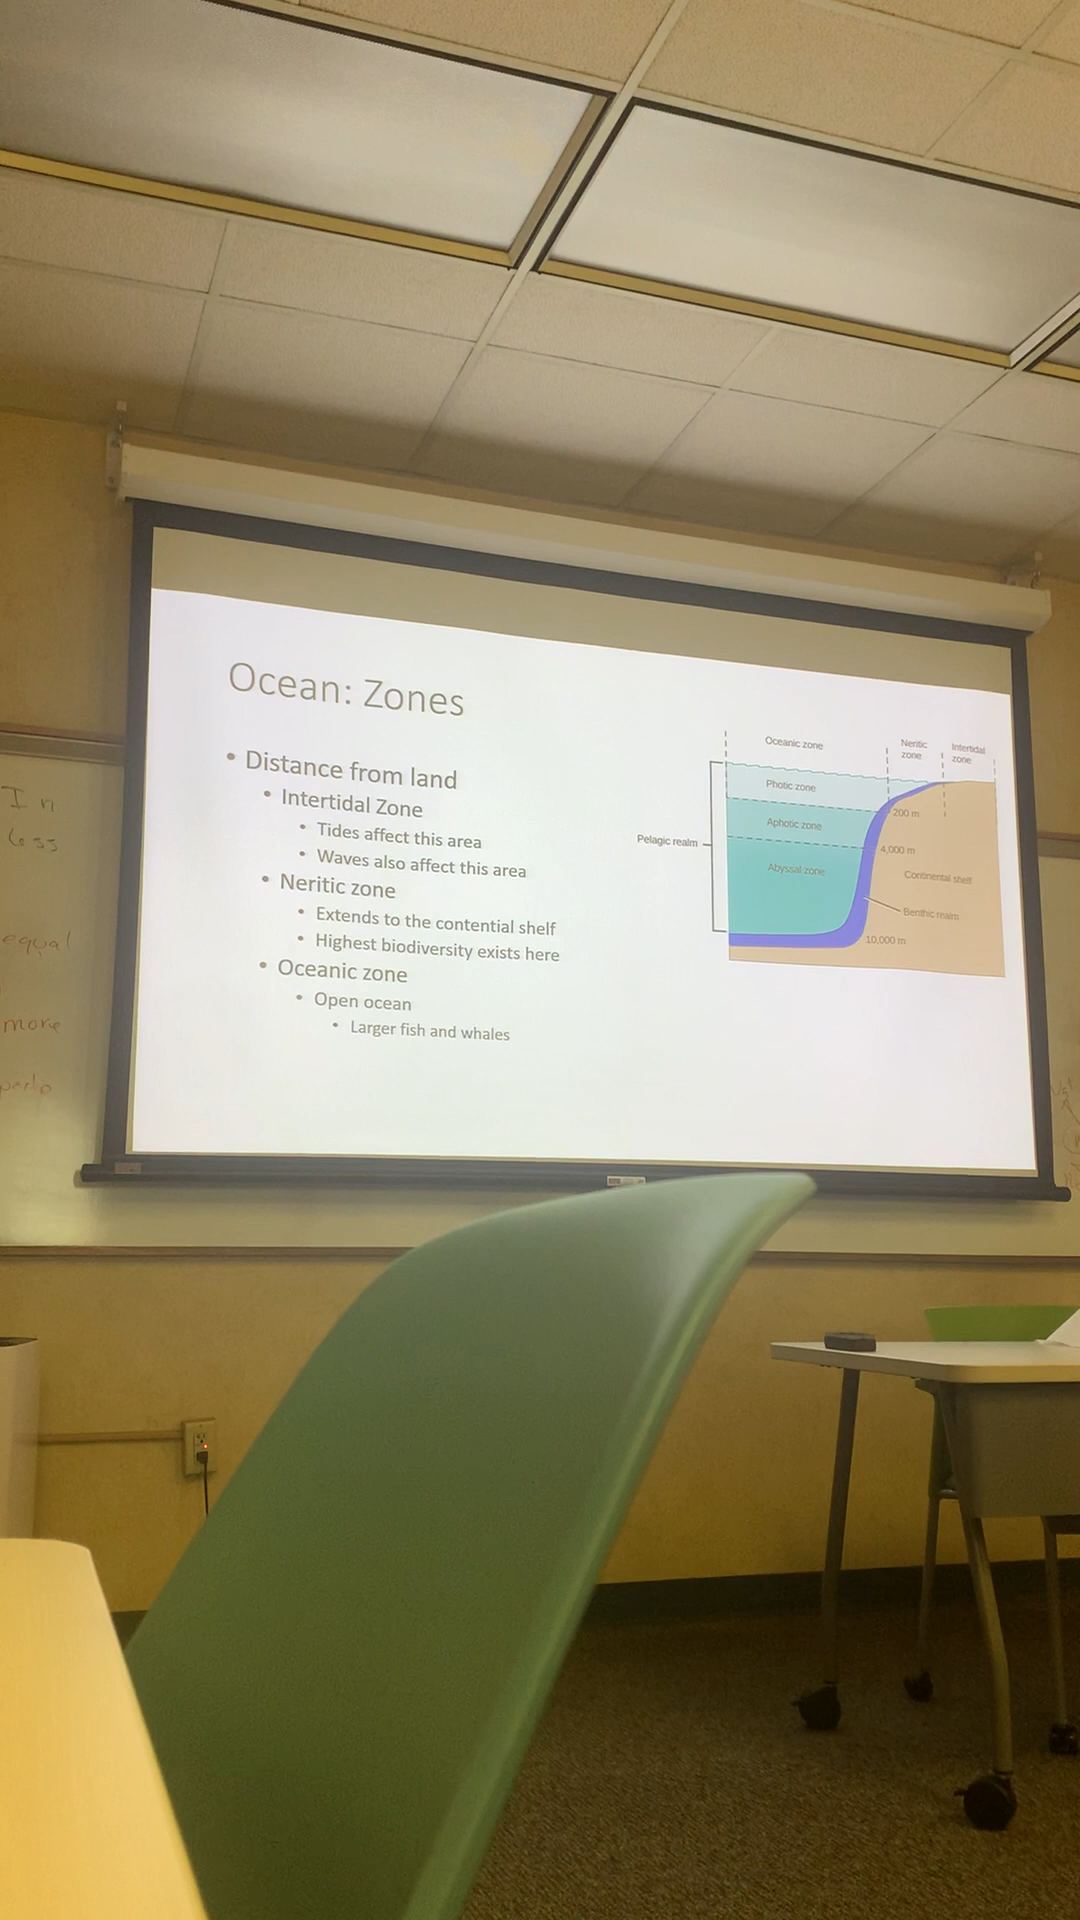 Ocean: Zones
• Distance from land
• Intertidal Zone
• Tides affect this area
• Waves also affect this area
• Neritic zone
• Extends to the contential shelf
• Highest biodiversity exists here
• Oceanic zone
• Open ocean
• Larger fish and whales
Oceanic zone
Neritic
zone
Intertidal
zone
Photic zone
200 m
Aphotic zone
Pelagic realm
4,000 m
Abyssal zone
Continental shelf
Benthic realm
10,000 m
In
equal
more